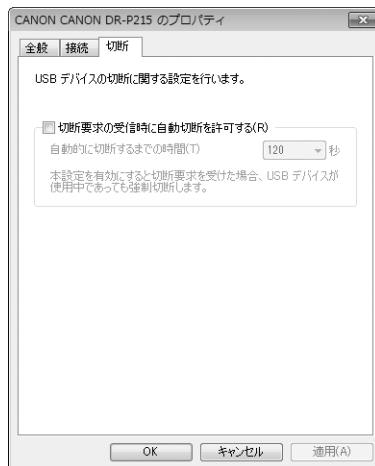 CANON CANON DR-P215 のプロパティ
全般 接続 切断
USB デバイスの切断に関する設定を行います。
切断要求の受信時に自動切断を許可する(R)
自動的に切断するまでの時間(T) 120 秒
本設定を有効にすると切断要求を受けた場合、USB デバイスが
使用中であっても強制切断します。
OK キャンセル 適用(A)